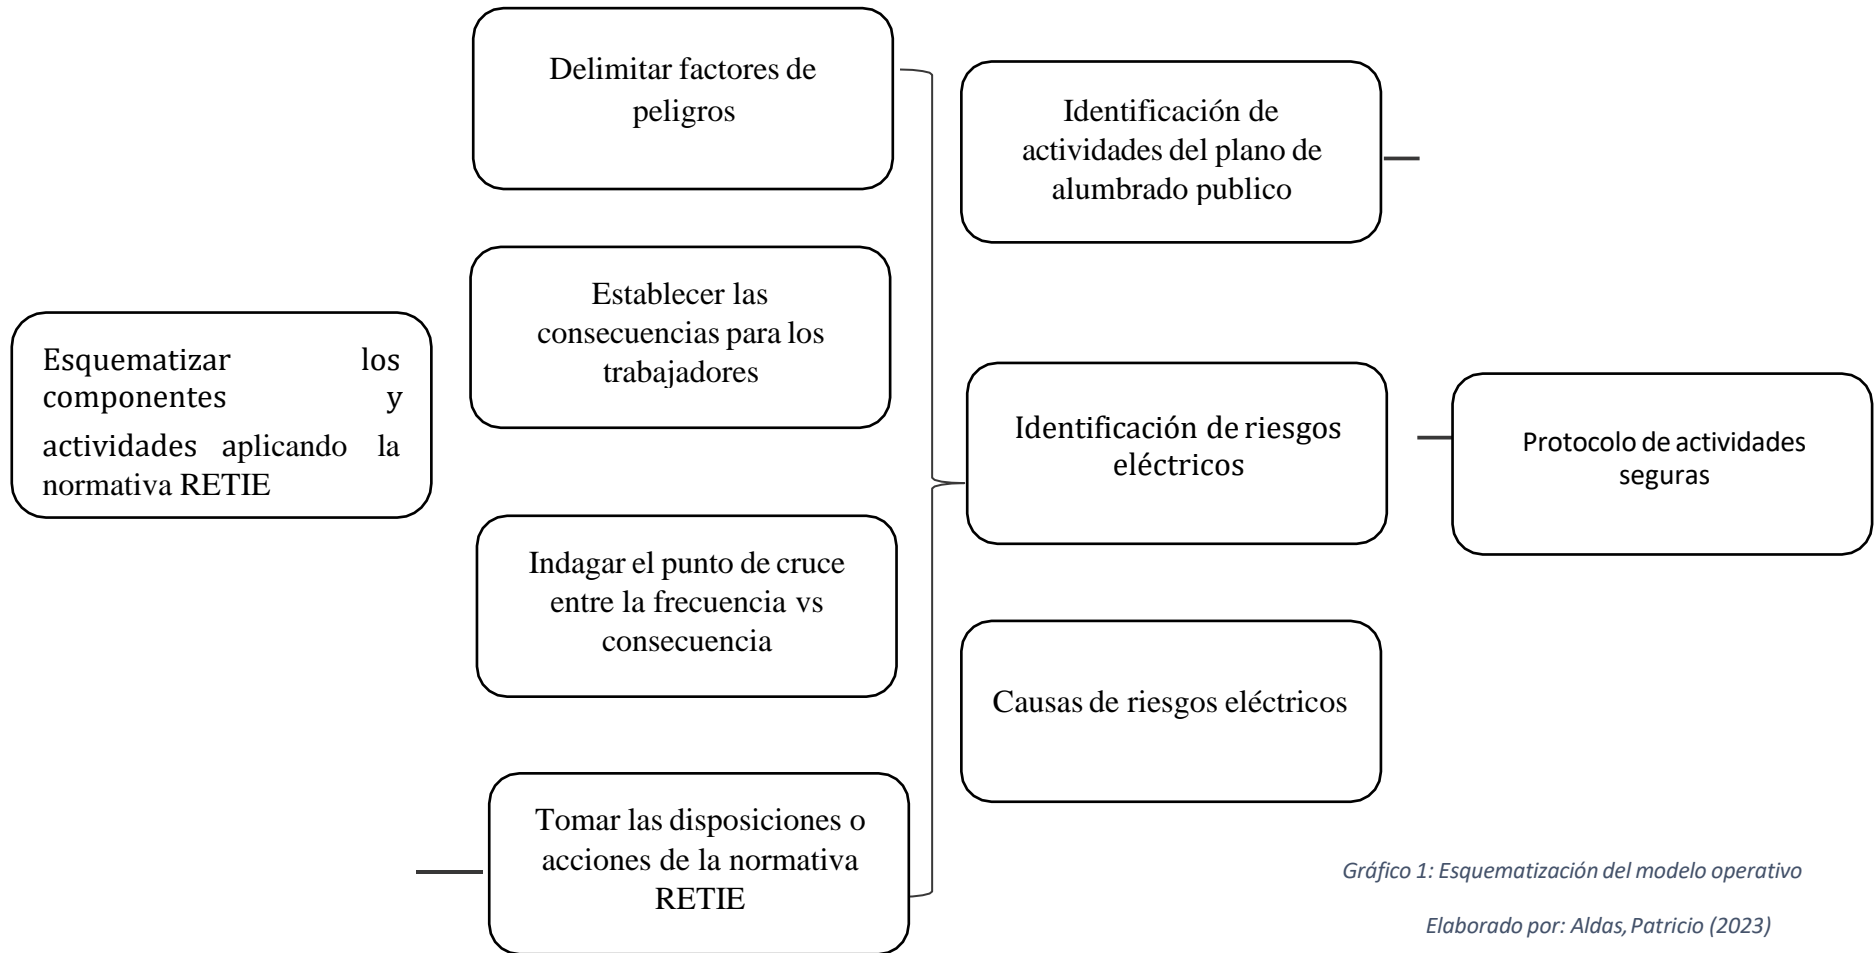 Esquematizar los
componentes y
actividades aplicando la
normativa RETIE
Delimitar factores de
peligros
Establecer las
consecuencias para los
trabajadores
Indagar el punto de cruce
entre la frecuencia vs
consecuencia
Tomar las disposiciones o
acciones de la normativa
RETIE
Identificación de
actividades del plano de
alumbrado publico
Identificación de riesgos
eléctricos
Causas de riesgos eléctricos
Protocolo de actividades
seguras
Gráfico 1: Esquematización del modelo operativo
Elaborado por: Aldas, Patricio (2023)